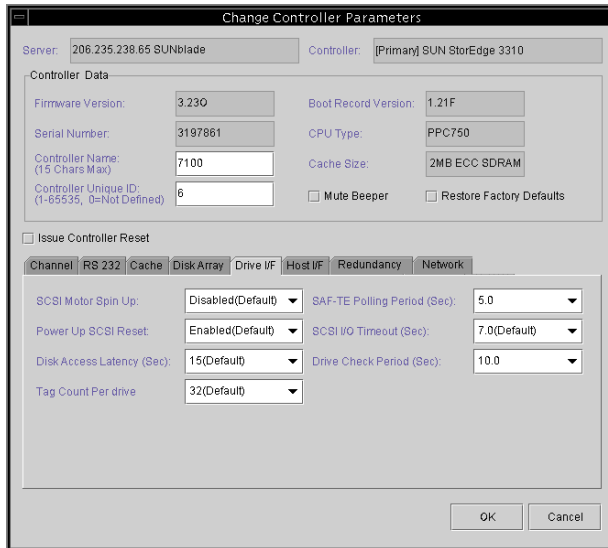 Change Controller Parameters
Server: 206.235.238.65 SUNblade Controller: [Primary] SUN StorEdge 3310
Controller Data
Firmware Version: 3.23Q Boot Record Version: 1.21F
Serial Number: 3197861 CPU Type: PPC750
Controller Name: (15 Chars Max) 7100 Cache Size: 2MB ECC SDRAM
Controller Unique ID: (1-65535, 0=Not Defined) 6 Mute Beeper Restore Factory Defaults
Issue Controller Reset
Channel RS 232 Cache Disk Array Drive I/F Host I/F Redundancy Network
SCSI Motor Spin Up: Disabled(Default) SAF-TE Polling Period (Sec): 5.0
Power Up SCSI Reset: Enabled(Default) SCSI I/O Timeout (Sec): 7.0(Default)
Disk Access Latency (Sec): 15(Default) Drive Check Period (Sec): 10.0
Tag Count Per drive 32(Default)
OK Cancel